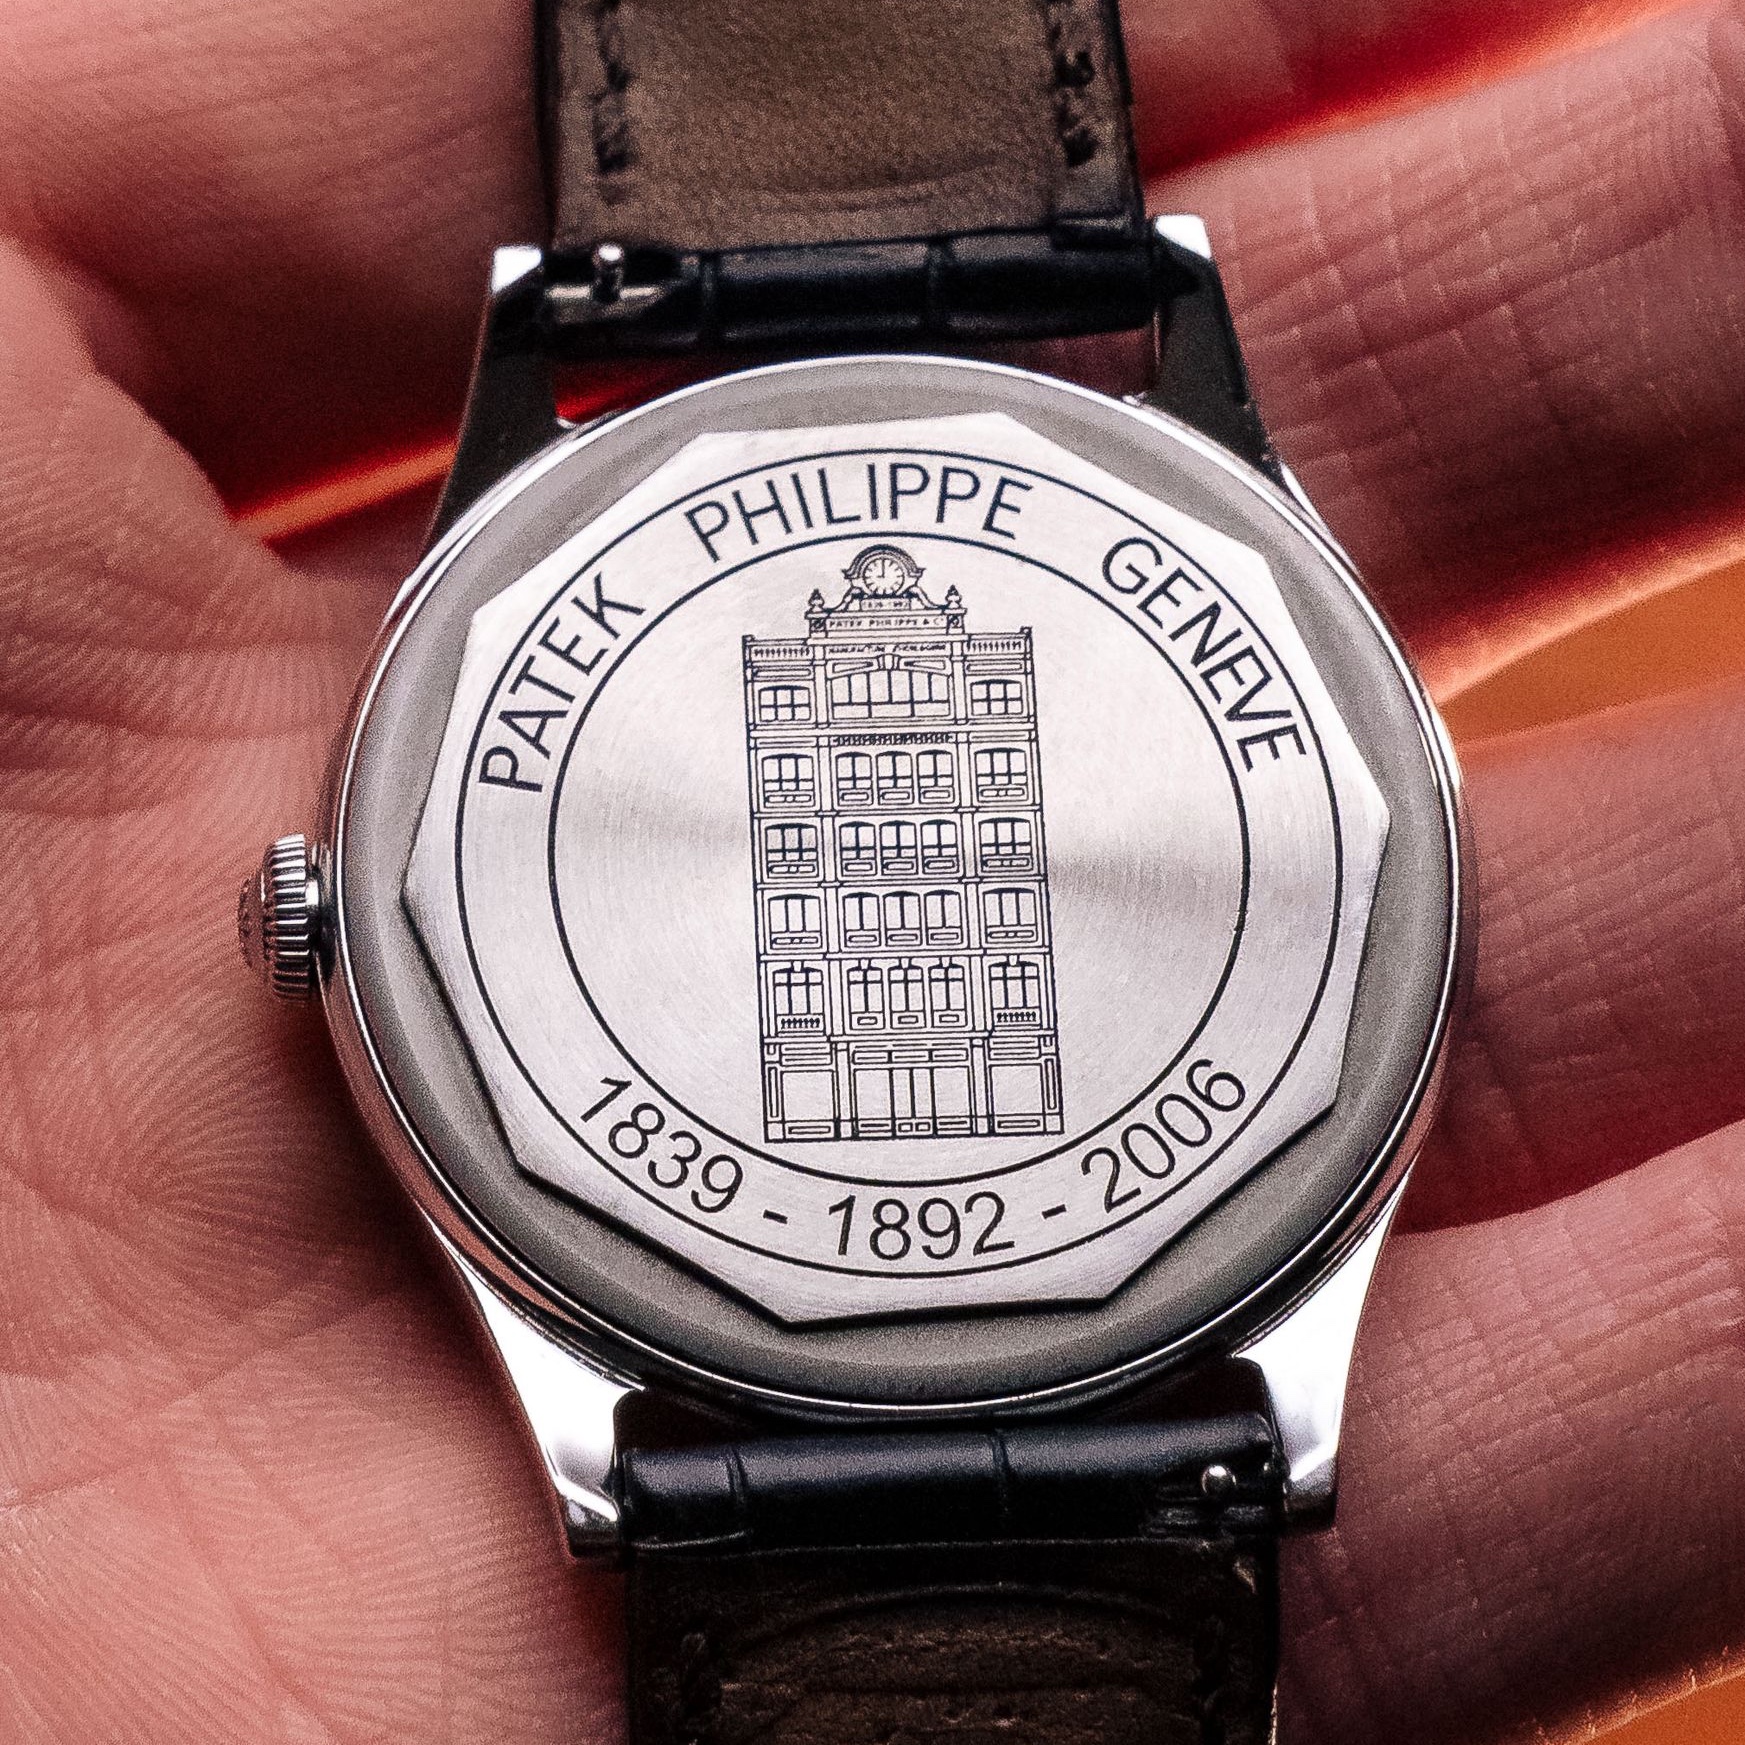 PATEK PHILIPPE GENEVE
PATEK PHILIPPE & Cº
1839 - 1892 - 2006